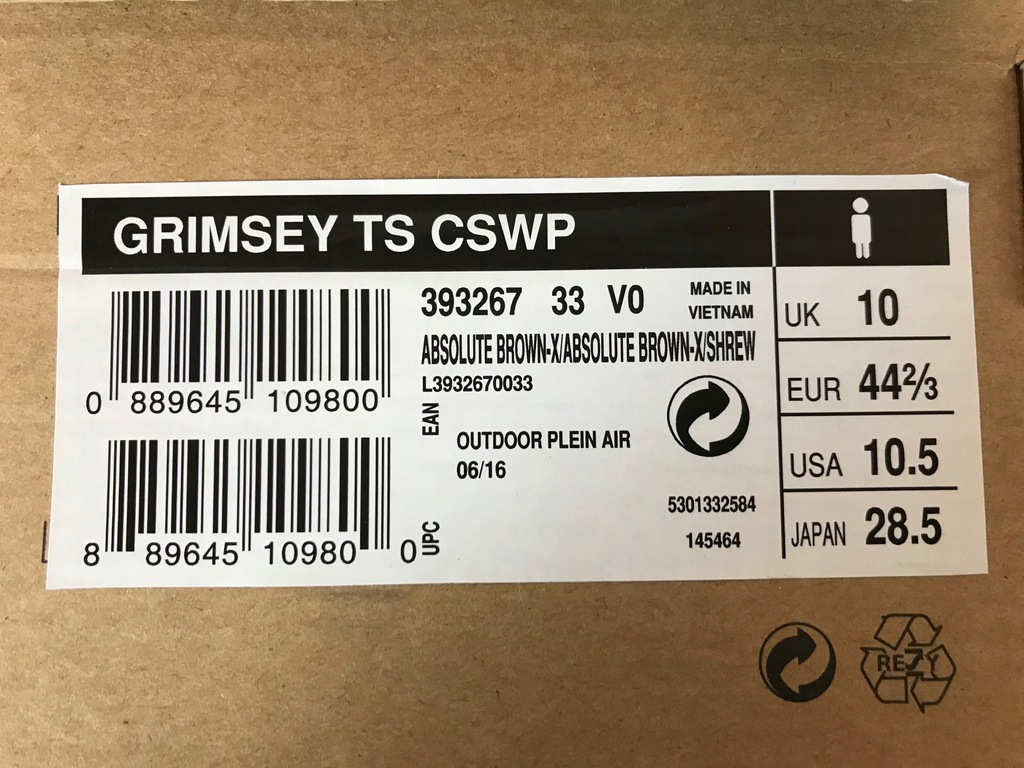 GRIMSEY TS CSWP
0 889645 109800
8 89645 10980 0
393267 33 V0
MADE IN
VIETNAM
ABSOLUTE BROWN-X/ABSOLUTE BROWN-X/SHREW
L3932670033
EAN
OUTDOOR PLEIN AIR
06/16
UPC
5301332584
145464
UK 10
EUR 44⅔
USA 10.5
JAPAN 28.5
RESY